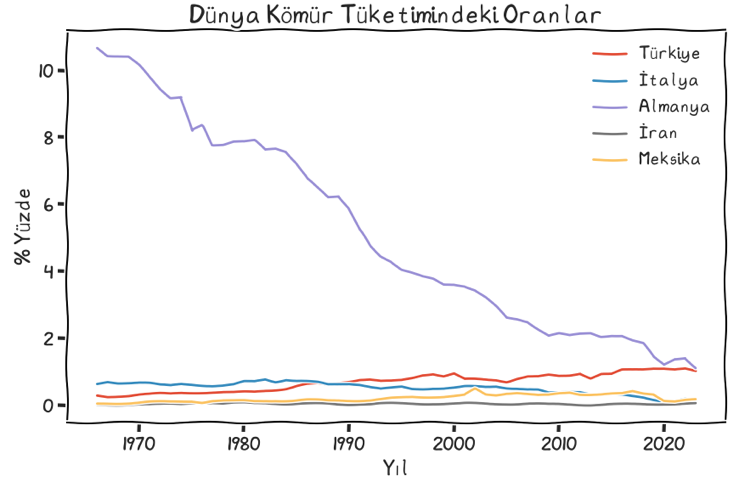 Dünya Kömür Tüketimindeki Oranlar
Türkiye
İtalya
Almanya
İran
Meksika
% Yüzde
10
8
6
4
2
0
1970 1980 1990 2000 2010 2020
Yıl